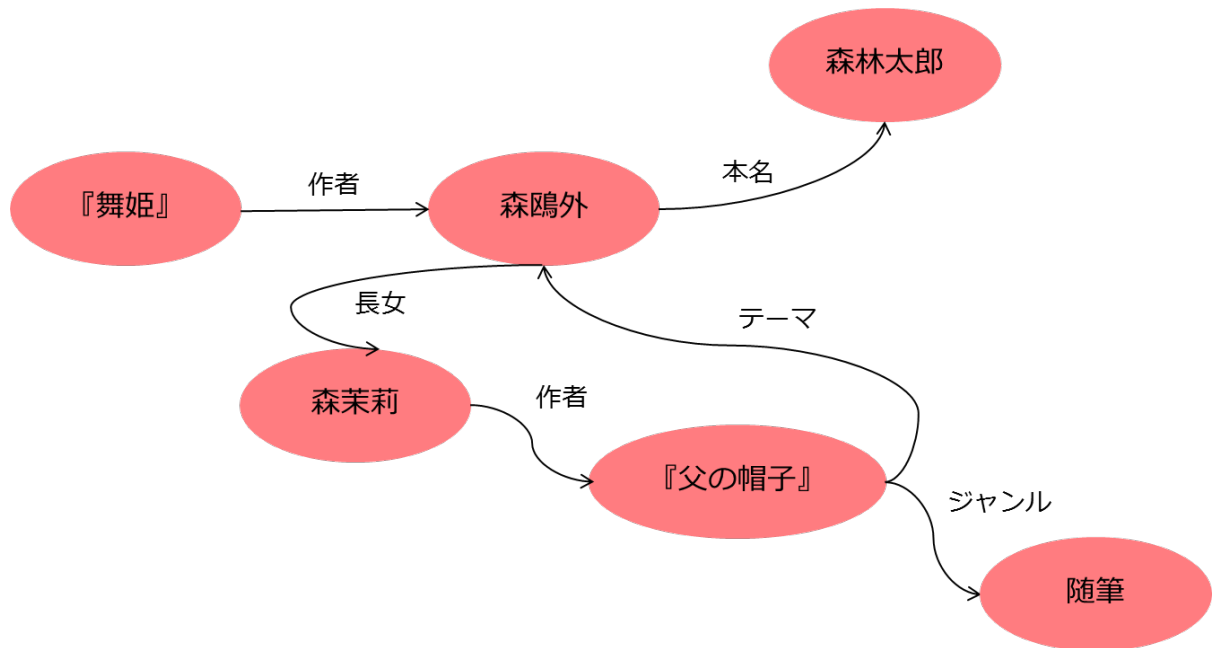 森林太郎
本名
作者
『舞姫』
森鴎外
長女
テーマ
森茉莉
作者
『父の帽子』
ジャンル
随筆